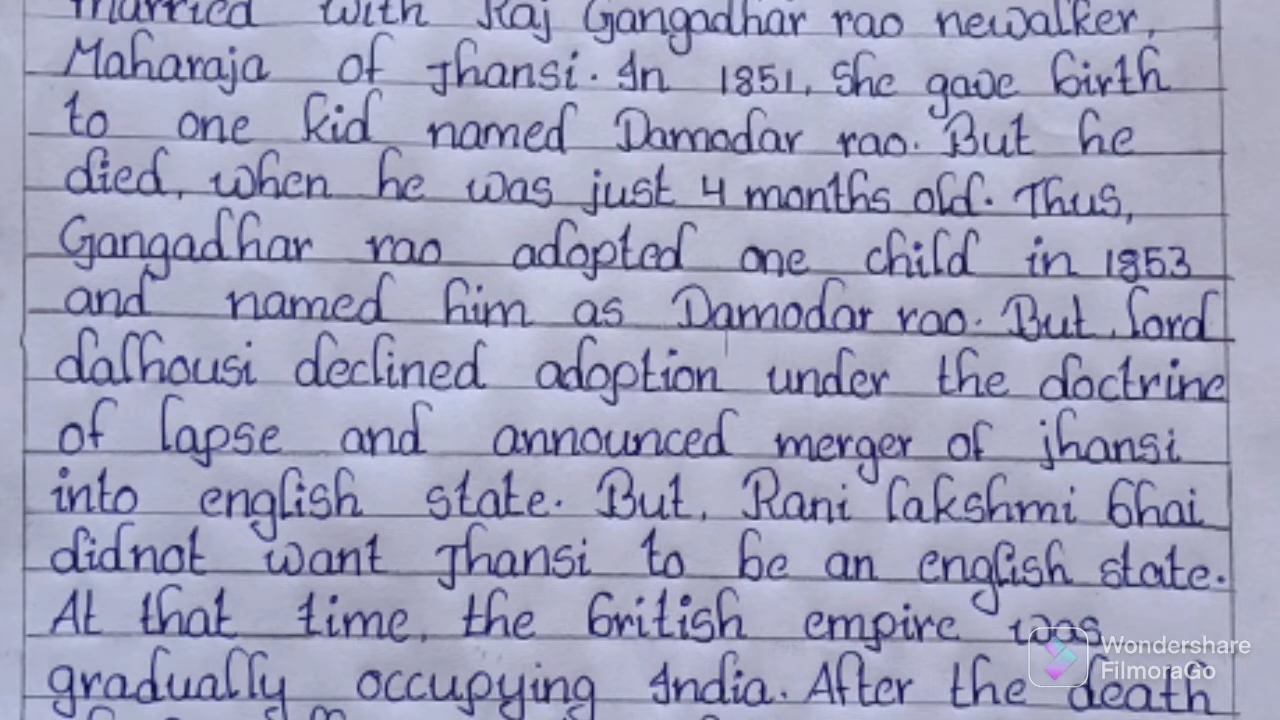 married with Raj Gangadhar rao newalker,
Maharaja of Jhansi. In 1851, She gave birth
to one kid named Damodar rao. But he
died, when he was just 4 months old. Thus,
Gangadhar rao adopted one child in 1853
and named him as Damodar rao. But, lord
dalhousi declined adoption under the doctrine
of lapse and announced merger of jhansi
into english state. But, Rani lakshmi bhai
didnot want Jhansi to be an english state.
At that time, the british empire was
gradually occupying India. After the death
Wondershare
FilmoraGo